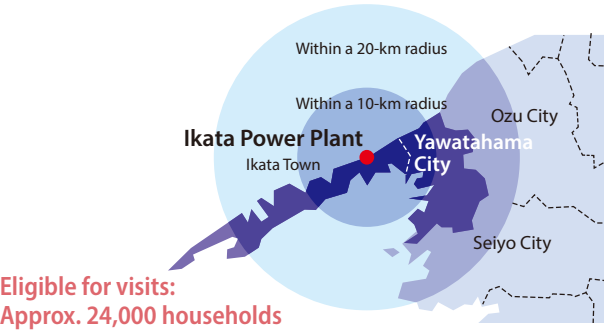 Within a 20-km radius
Within a 10-km radius
Ozu City
Ikata Power Plant
Yawatahama
City
Ikata Town
Seiyo City
Eligible for visits:
Approx. 24,000 households